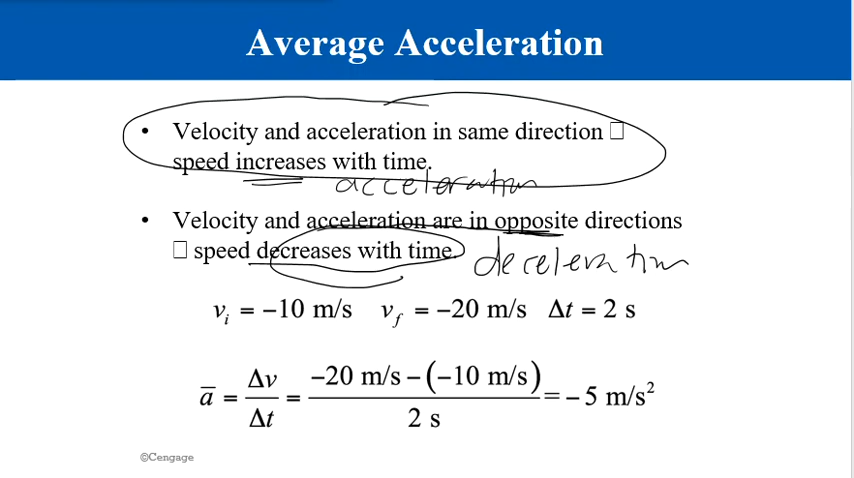 Average Acceleration
• Velocity and acceleration in same direction □
speed increases with time.
acceleration
• Velocity and acceleration are in opposite directions
□ speed decreases with time.
deceleration
vᵢ = −10 m/s v_f = −20 m/s Δt = 2 s
a̅ = Δv/Δt = (−20 m/s − (−10 m/s))/(2 s) = −5 m/s²
©Cengage